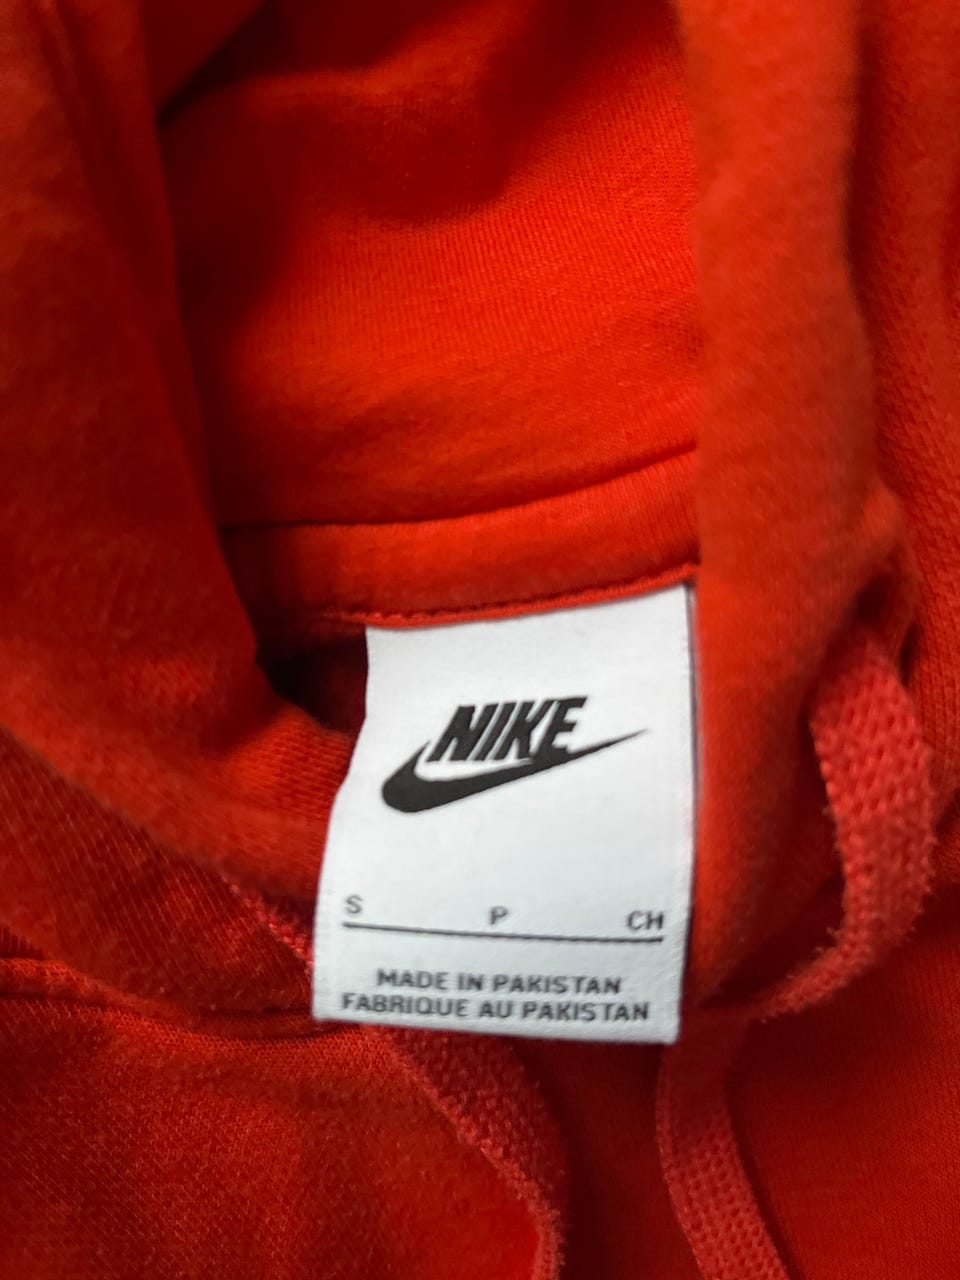 NIKE
S P CH
MADE IN PAKISTAN
FABRIQUE AU PAKISTAN